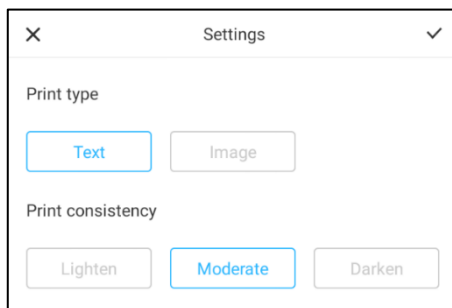 Settings
Print type
Text Image
Print consistency
Lighten Moderate Darken